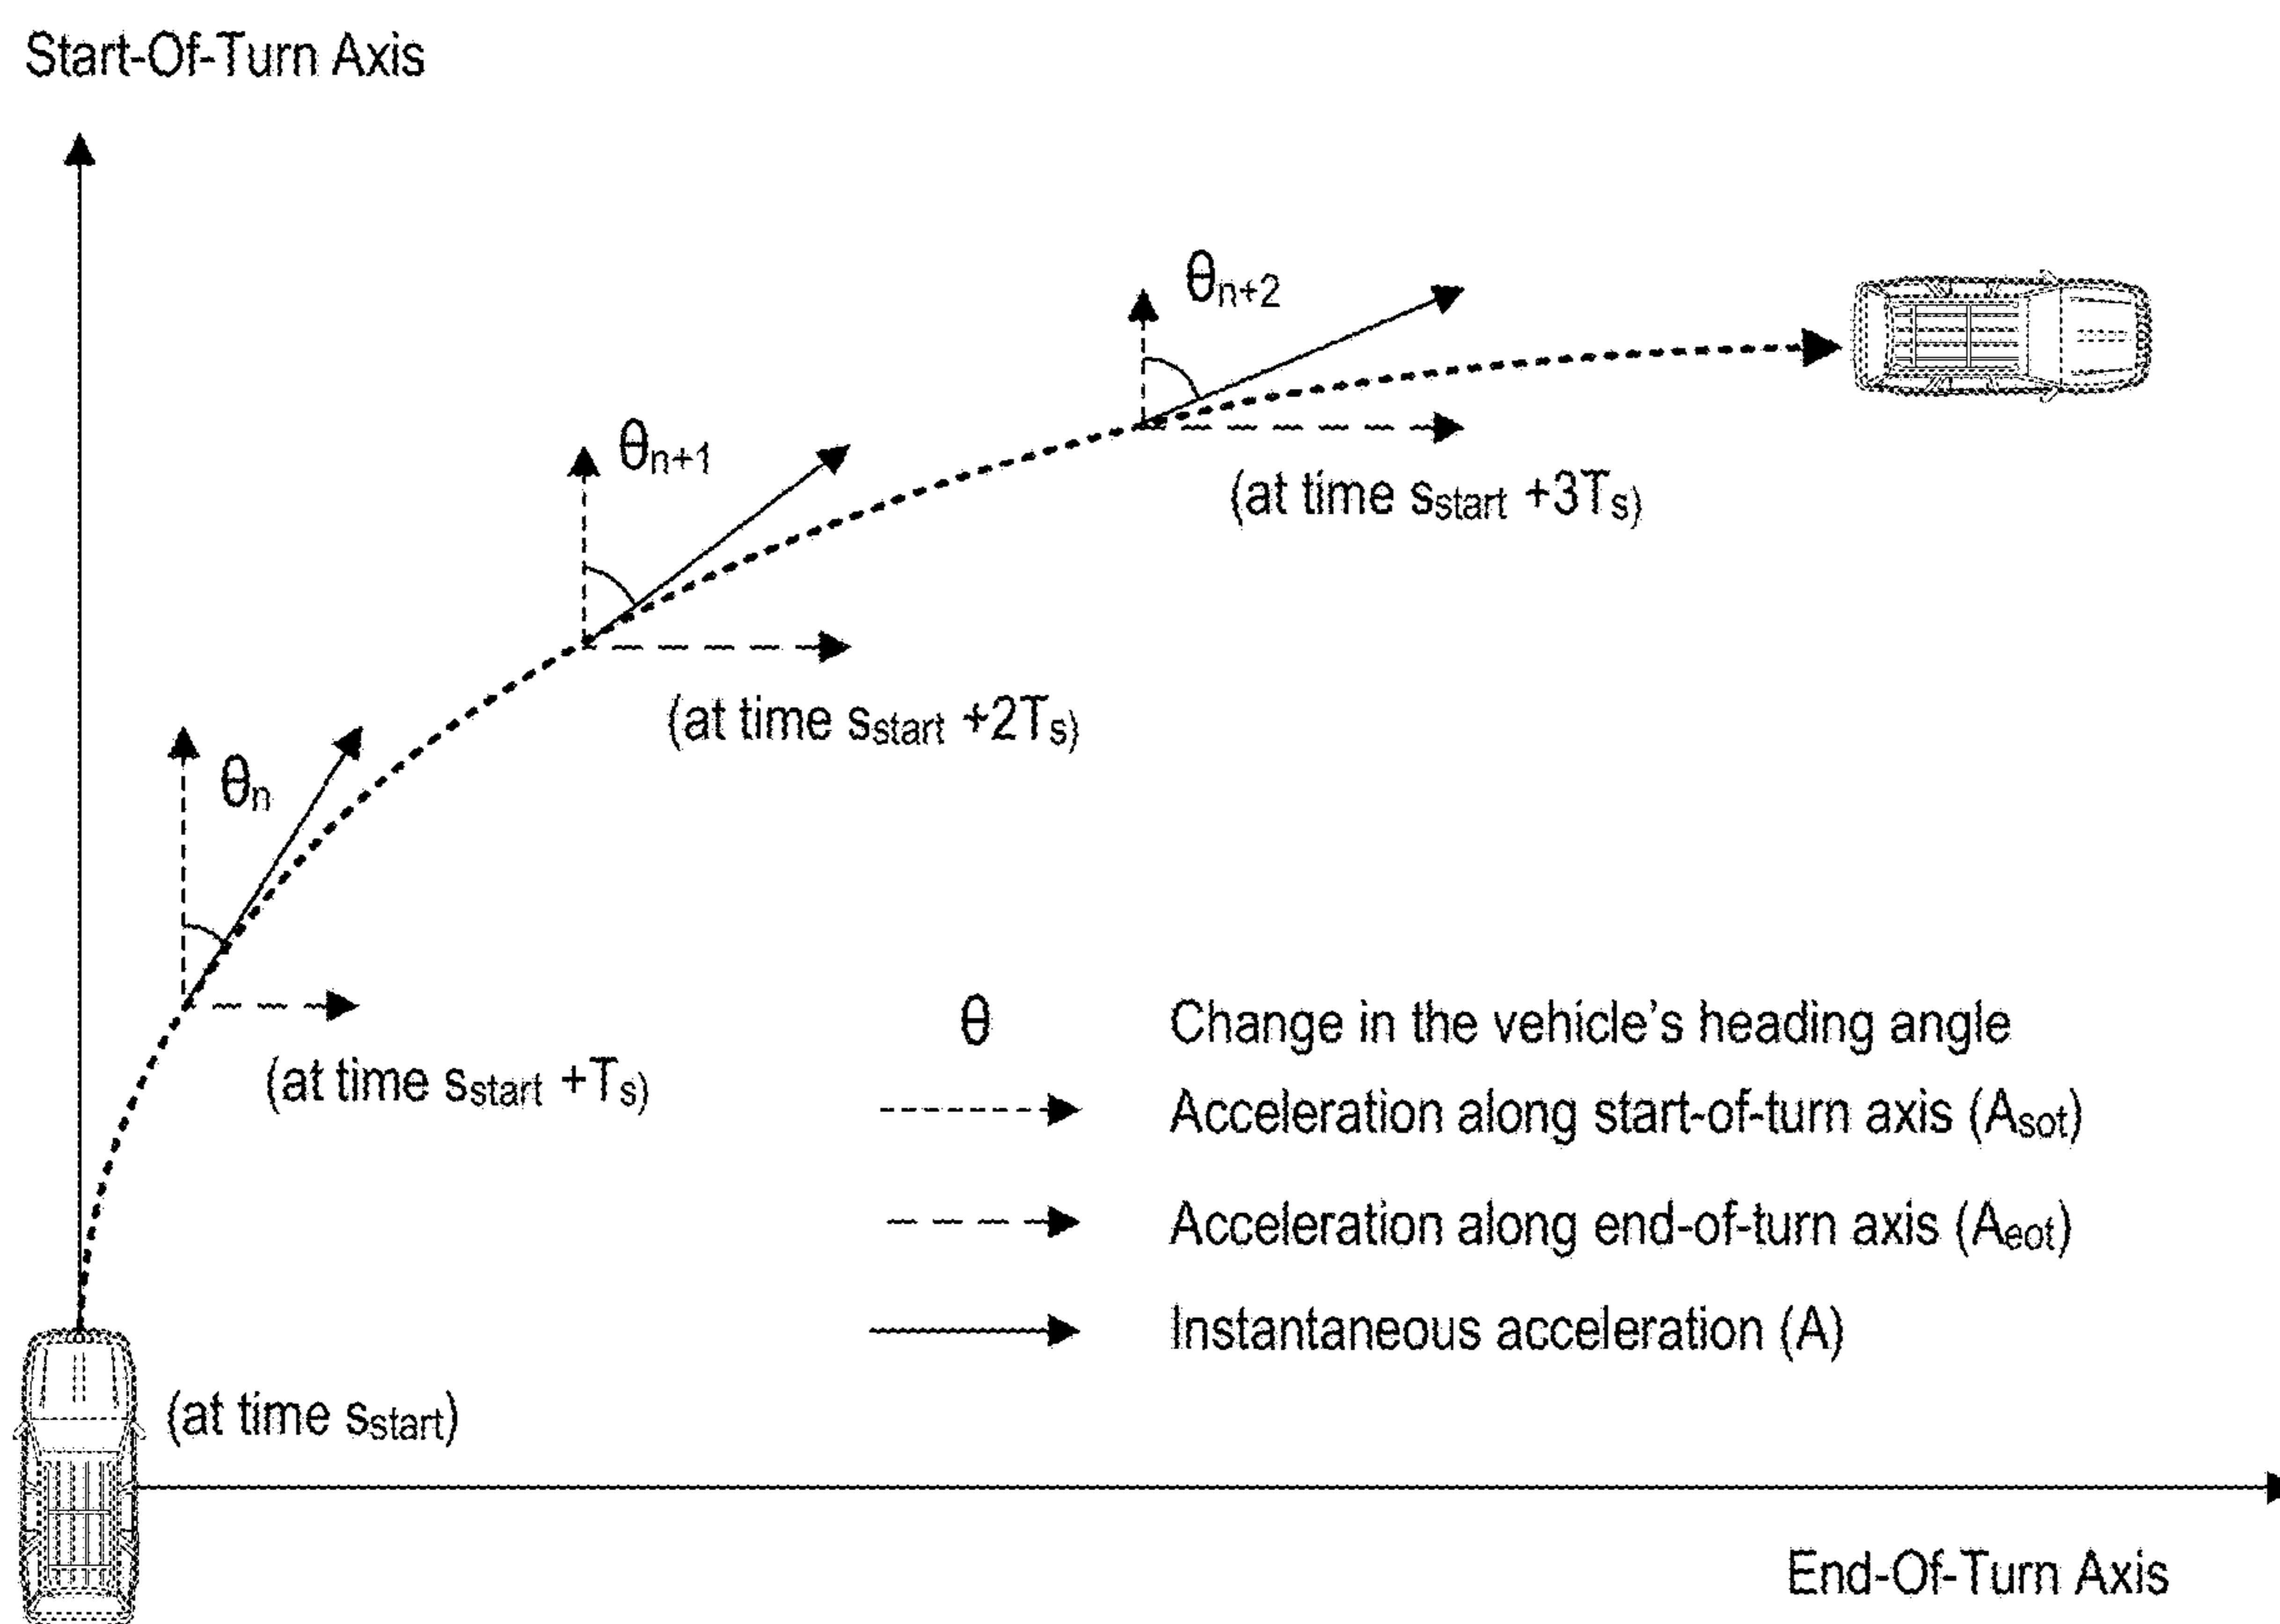 Start-Of-Turn Axis
θn+2
θn+1
(at time sstart +3Ts)
(at time sstart +2Ts)
θn
θ Change in the vehicle's heading angle
(at time sstart +Ts)
Acceleration along start-of-turn axis (Asot)
Acceleration along end-of-turn axis (Aeot)
Instantaneous acceleration (A)
(at time sstart)
End-Of-Turn Axis